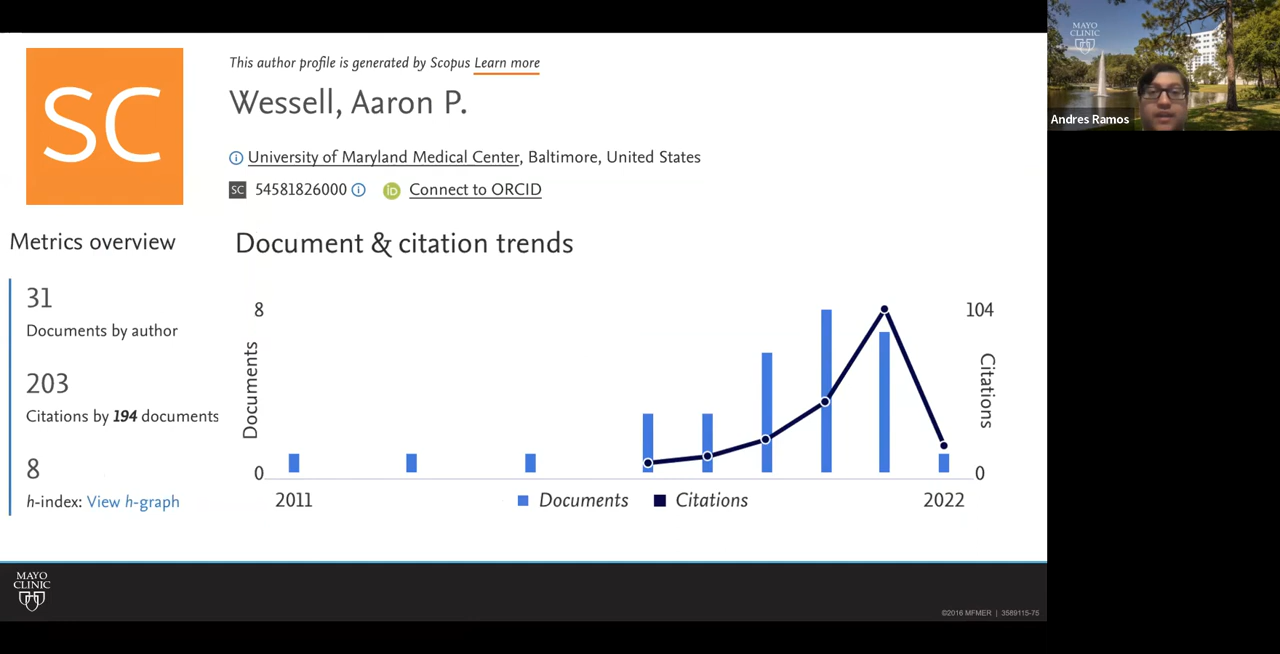 SC
This author profile is generated by Scopus Learn more
Wessell, Aaron P.
University of Maryland Medical Center, Baltimore, United States
SC 54581826000 iD Connect to ORCID
Metrics overview
31
Documents by author
203
Citations by 194 documents
8
h-index: View h-graph
Document & citation trends
8
104
Documents
Citations
0
0
2011
2022
Documents
Citations
MAYO
CLINIC
©2016 MFMER | 3589115-75
MAYO
CLINIC
Andres Ramos